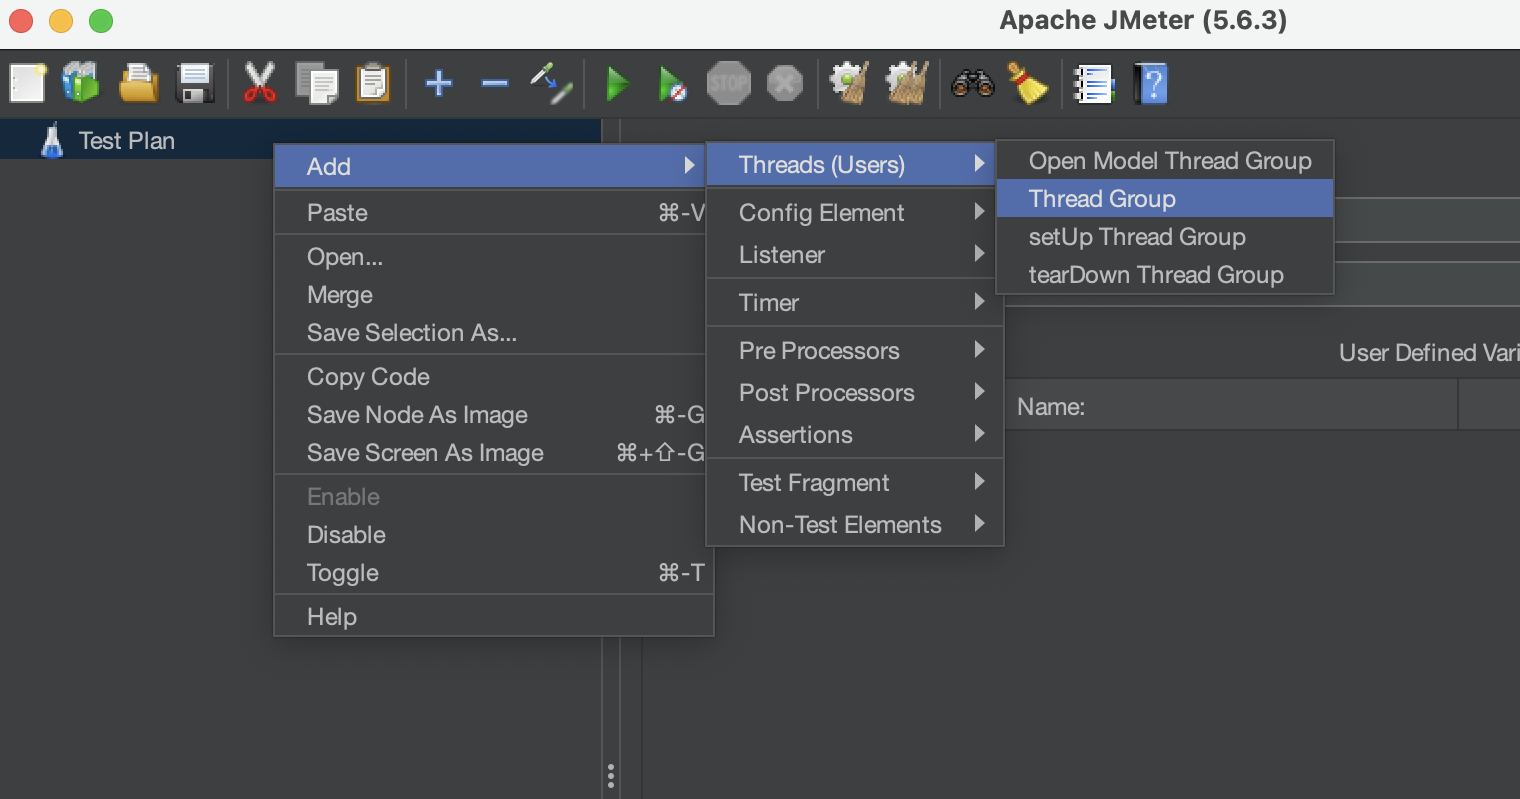 Apache JMeter (5.6.3)
STOP
?
Test Plan
Add
Paste ⌘-V
Open...
Merge
Save Selection As...
Copy Code
Save Node As Image ⌘-G
Save Screen As Image ⌘+⇧-G
Enable
Disable
Toggle ⌘-T
Help
Threads (Users)
Config Element
Listener
Timer
Pre Processors
Post Processors
Assertions
Test Fragment
Non-Test Elements
Open Model Thread Group
Thread Group
setUp Thread Group
tearDown Thread Group
User Defined Vari
Name: